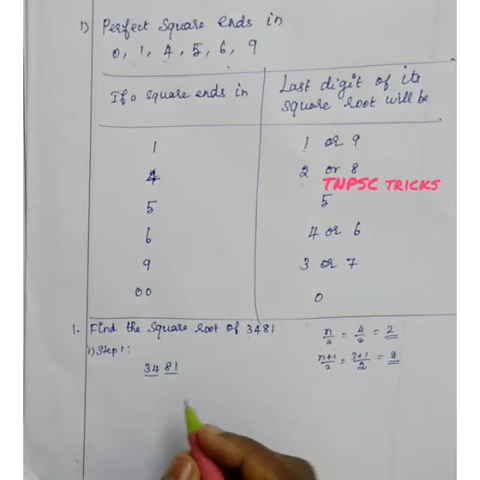 1) Perfect Square ends in
0, 1, 4, 5, 6, 9
If a square ends in
Last digit of its
square root will be
1
1 or 9
4
2 or 8
TNPSC TRICKS
5
5
6
4 or 6
9
3 or 7
00
0
1. Find the Square Root of 3481
n/2 = 4/2 = 2
1) Step 1:
n+1/2 = 3+1/2 = 2
34 81